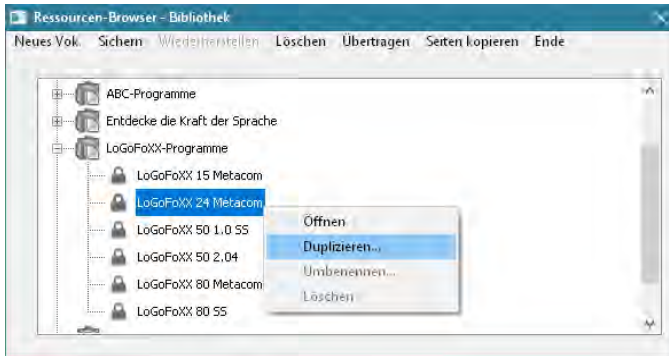 Ressourcen-Browser - Bibliothek
Neues Vok. Sichern Wiederherstellen Löschen Übertragen Seiten kopieren Ende
ABC-Programme
Entdecke die Kraft der Sprache
LoGoFoXX-Programme
LoGoFoXX 15 Metacom
LoGoFoXX 24 Metacom
LoGoFoXX 50 1.0 SS
LoGoFoXX 50 2.04
LoGoFoXX 80 Metacom
LoGoFoXX 80 SS
Öffnen
Duplizieren...
Umbenennen...
Löschen